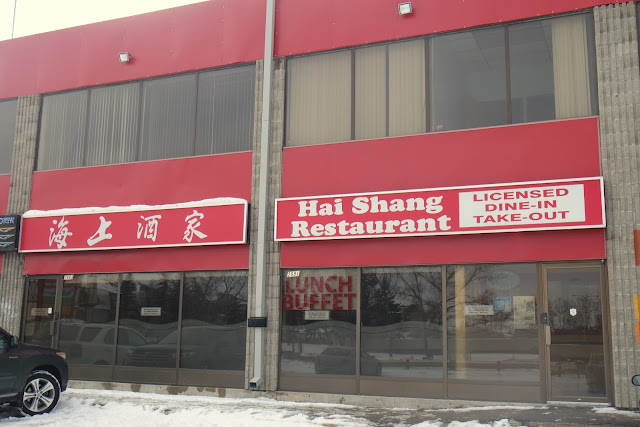 海上酒家
Hai Shang
Restaurant
LICENSED
DINE-IN
TAKE-OUT
LUNCH
BUFFET